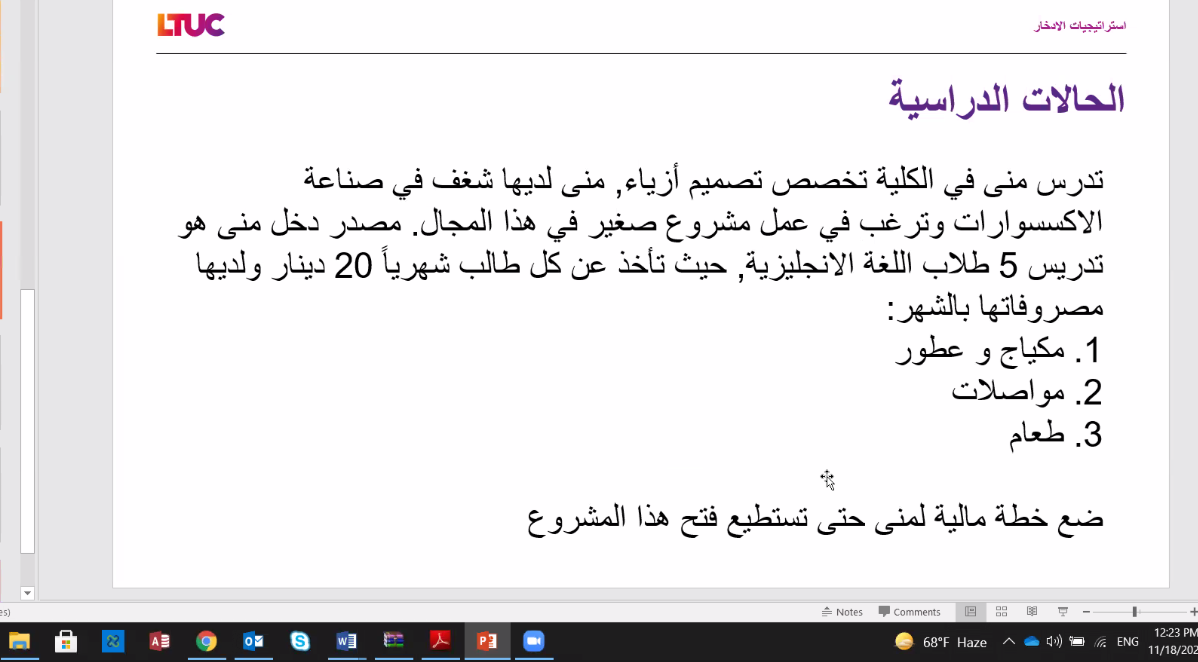 LTUC
استراتيجيات الادخار
الحالات الدراسية
تدرس منى في الكلية تخصص تصميم أزياء, منى لديها شغف في صناعة
الاكسسوارات وترغب في عمل مشروع صغير في هذا المجال. مصدر دخل منى هو
تدريس 5 طلاب اللغة الانجليزية, حيث تأخذ عن كل طالب شهرياً 20 دينار ولديها
مصروفاتها بالشهر:
1. مكياج و عطور
2. مواصلات
3. طعام
ضع خطة مالية لمنى حتى تستطيع فتح هذا المشروع
Notes Comments
68°F Haze ENG 12:23 PM
11/18/202